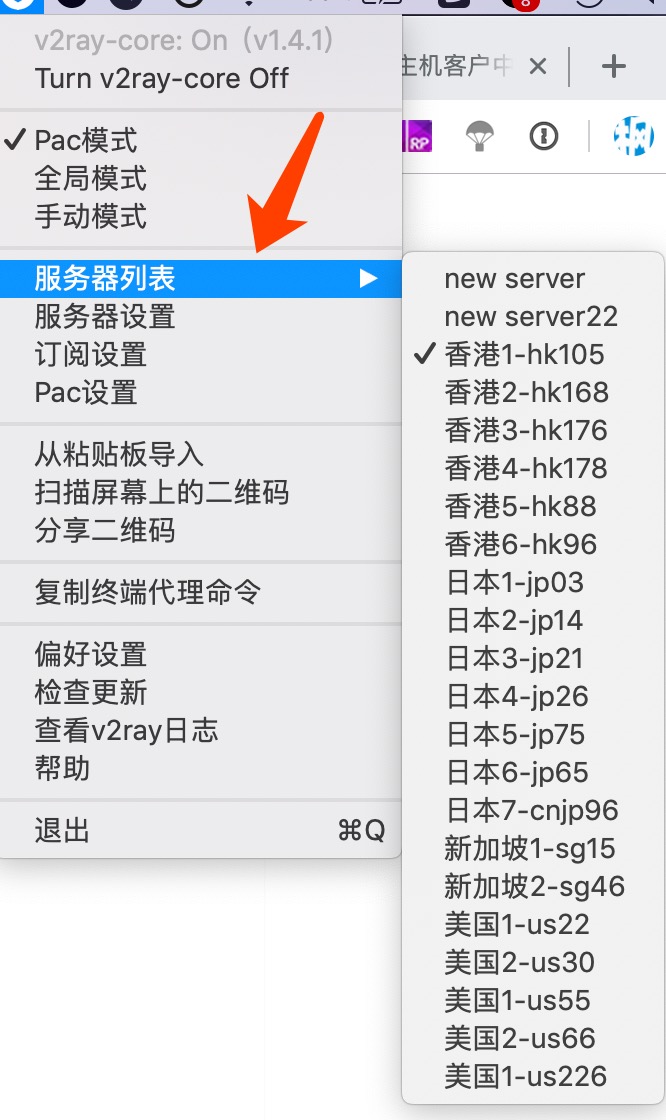 8
v2ray-core: On（v1.4.1）
Turn v2ray-core Off
主机客户中
Pac模式
RP
全局模式
手动模式
服务器列表
服务器设置
订阅设置
Pac设置
从粘贴板导入
扫描屏幕上的二维码
分享二维码
复制终端代理命令
偏好设置
检查更新
查看v2ray日志
帮助
退出 ⌘Q
new server
new server22
香港1-hk105
香港2-hk168
香港3-hk176
香港4-hk178
香港5-hk88
香港6-hk96
日本1-jp03
日本2-jp14
日本3-jp21
日本4-jp26
日本5-jp75
日本6-jp65
日本7-cnjp96
新加坡1-sg15
新加坡2-sg46
美国1-us22
美国2-us30
美国1-us55
美国2-us66
美国1-us226